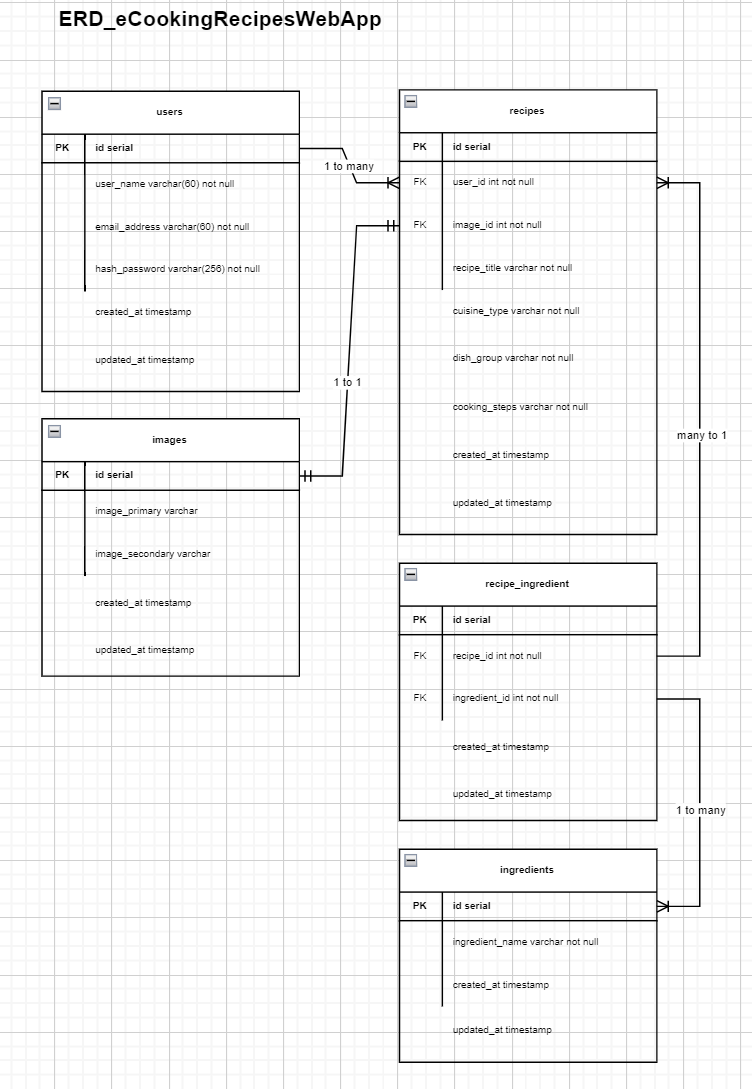 ERD_eCookingRecipesWebApp
users
PK id serial
user_name varchar(60) not null
email_address varchar(60) not null
hash_password varchar(256) not null
created_at timestamp
updated_at timestamp
1 to many
recipes
PK id serial
FK user_id int not null
FK image_id int not null
recipe_title varchar not null
cuisine_type varchar not null
dish_group varchar not null
cooking_steps varchar not null
created_at timestamp
updated_at timestamp
1 to 1
many to 1
images
PK id serial
image_primary varchar
image_secondary varchar
created_at timestamp
updated_at timestamp
recipe_ingredient
PK id serial
FK recipe_id int not null
FK ingredient_id int not null
created_at timestamp
updated_at timestamp
1 to many
ingredients
PK id serial
ingredient_name varchar not null
created_at timestamp
updated_at timestamp